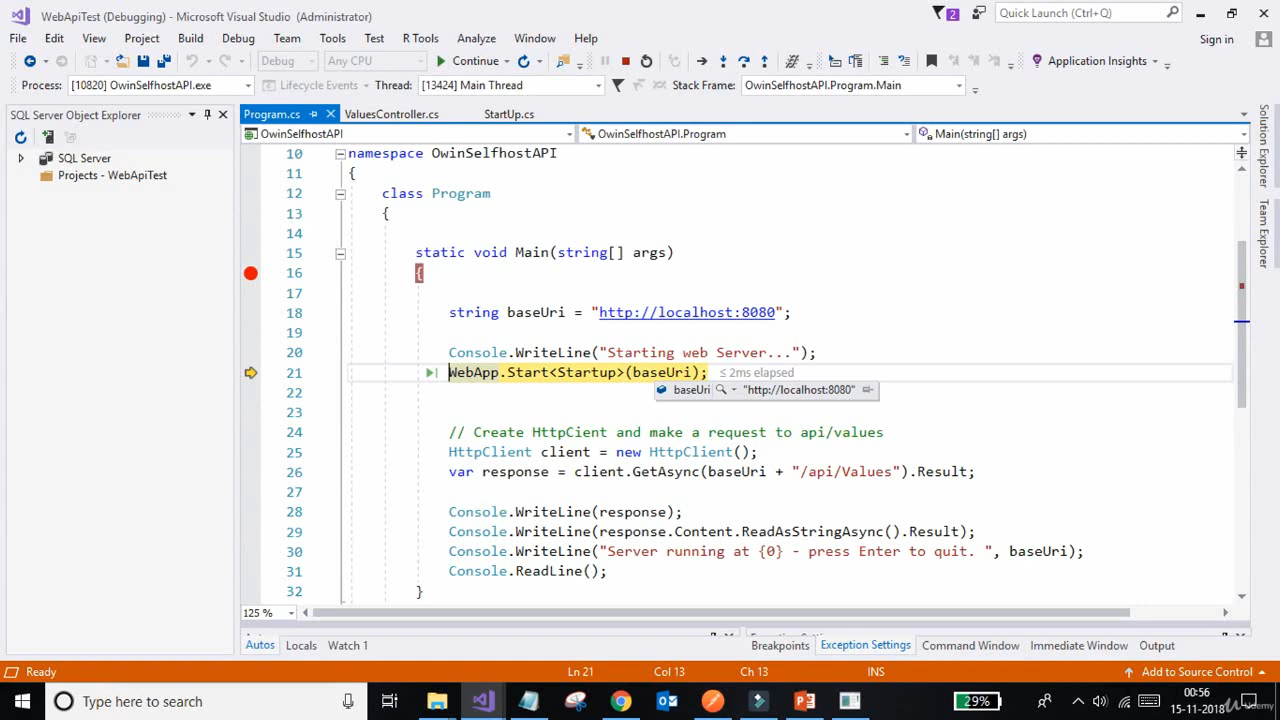 WebApiTest (Debugging) - Microsoft Visual Studio (Administrator)
2
Quick Launch (Ctrl+Q)
File Edit View Project Build Debug Team Tools Test R Tools Analyze Window Help
Sign in
Debug Any CPU Continue Application Insights
Process: [10820] OwinSelfhostAPI.exe Lifecycle Events Thread: [13424] Main Thread Stack Frame: OwinSelfhostAPI.Program.Main
SQL Server Object Explorer
SQL Server
Projects - WebApiTest
Program.cs ValuesController.cs StartUp.cs
OwinSelfhostAPI OwinSelfhostAPI.Program Main(string[] args)
10 namespace OwinSelfhostAPI
11 {
12 class Program
13 {
14
15 static void Main(string[] args)
16 {
17
18 string baseUri = "http://localhost:8080";
19
20 Console.WriteLine("Starting web Server...");
21 WebApp.Start<Startup>(baseUri); ≤ 2ms elapsed
baseUri "http://localhost:8080"
22
23
24 // Create HttpCient and make a request to api/values
25 HttpClient client = new HttpClient();
26 var response = client.GetAsync(baseUri + "/api/Values").Result;
27
28 Console.WriteLine(response);
29 Console.WriteLine(response.Content.ReadAsStringAsync().Result);
30 Console.WriteLine("Server running at {0} - press Enter to quit. ", baseUri);
31 Console.ReadLine();
32 }
125 %
Solution Explorer
Team Explorer
Autos Locals Watch 1
Breakpoints Exception Settings Command Window Immediate Window Output
Ready Ln 21 Col 13 Ch 13 INS Add to Source Control
Type here to search
29%
00:56
15-11-2018
Udemy